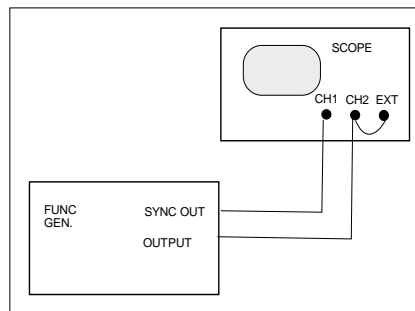 SCOPE
CH1 CH2 EXT
FUNC
GEN.
SYNC OUT
OUTPUT